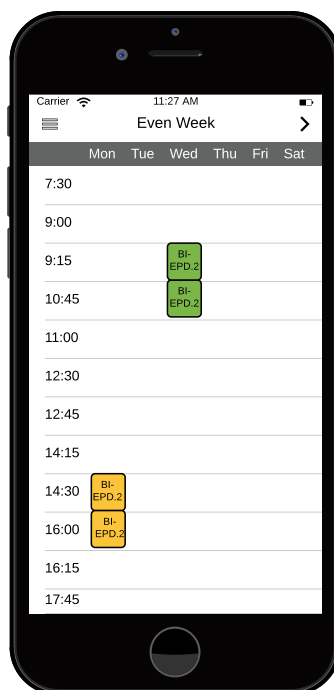 Carrier 11:27 AM
Even Week
Mon Tue Wed Thu Fri Sat
7:30
9:00
9:15
BI-
EPD.2
10:45
BI-
EPD.2
11:00
12:30
12:45
14:15
14:30
BI-
EPD.2
16:00
BI-
EPD.2
16:15
17:45